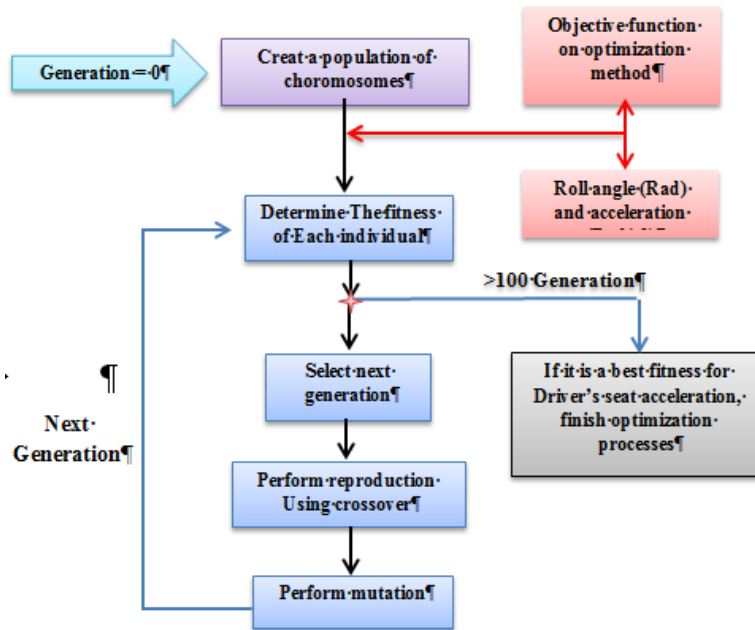 Generation·=·0¶
Creat·a·population·of·
choromosomes¶
Objective·function·
on·optimization·
method¶
Roll·angle·(Rad)·
and·acceleration·
Determine·The·fitness·
of·Each·individual¶
>100·Generation¶
Select·next·
generation¶
If·it·is·a·best·fitness·for·
Driver's·seat·acceleration,·
finish·optimization·
processes¶
¶
Next·
Generation¶
Perform·reproduction·
Using·crossover¶
Perform·mutation¶